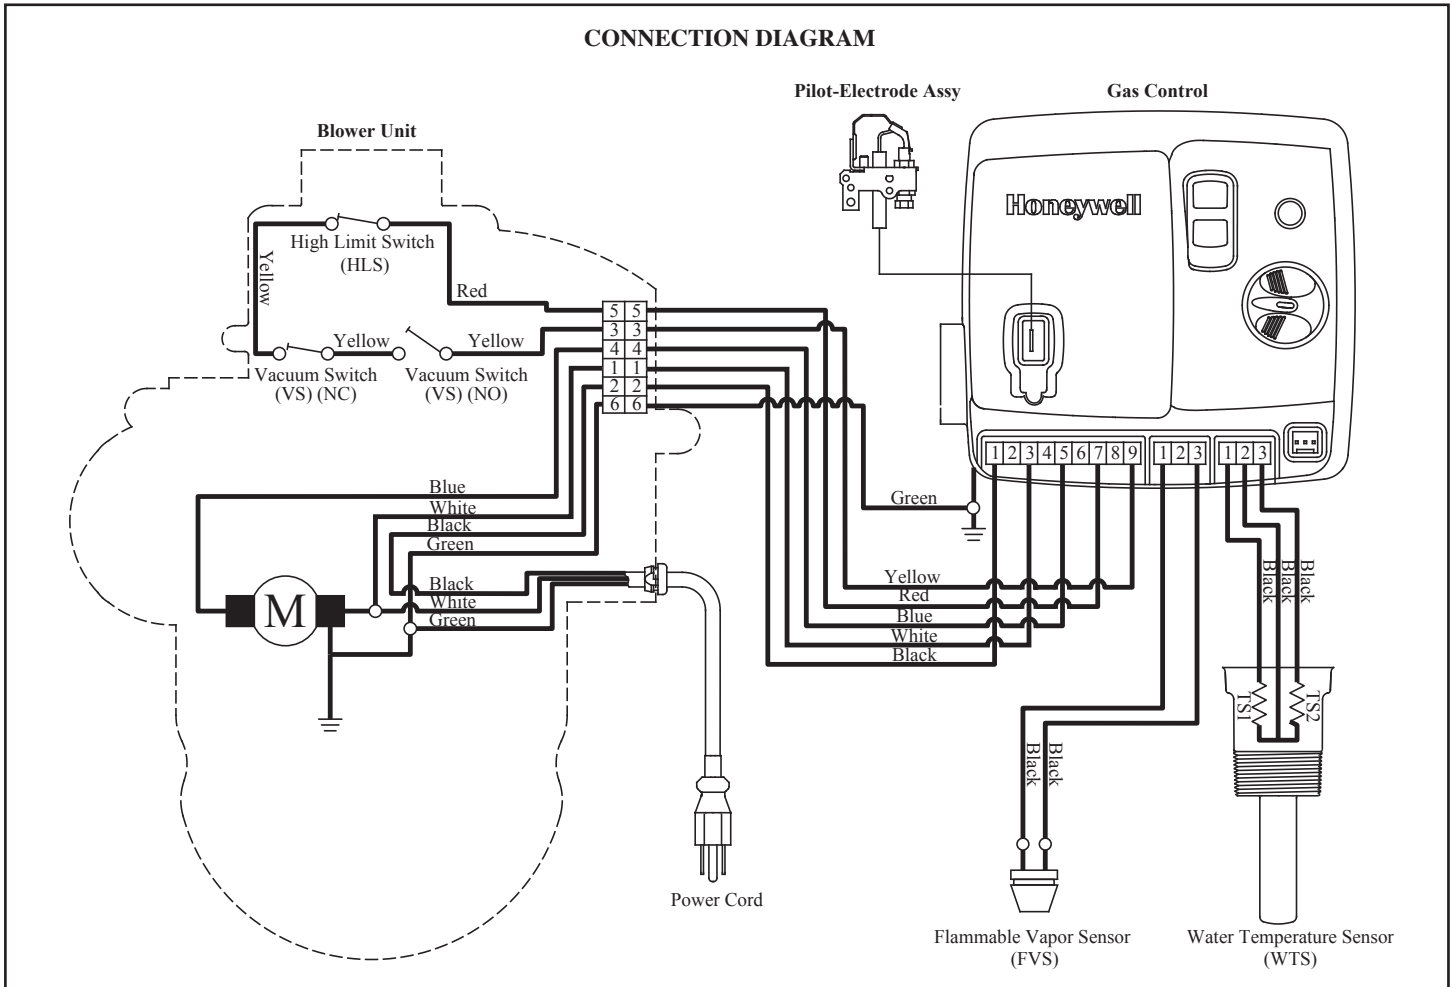 CONNECTION DIAGRAM
Pilot-Electrode Assy
Gas Control
Blower Unit
Honeywell
High Limit Switch
(HLS)
Yellow
Red
Yellow
Yellow
Vacuum Switch
(VS) (NC)
Vacuum Switch
(VS) (NO)
5 5
3 3
4 4
1 1
2 2
6 6
1 2 3 4 5 6 7 8 9
1 2 3
1 2 3
Blue
White
Black
Green
Green
Black
White
Green
M
Yellow
Red
Blue
White
Black
Black
Black
Black
TS1
TS2
Black
Black
Power Cord
Flammable Vapor Sensor
(FVS)
Water Temperature Sensor
(WTS)